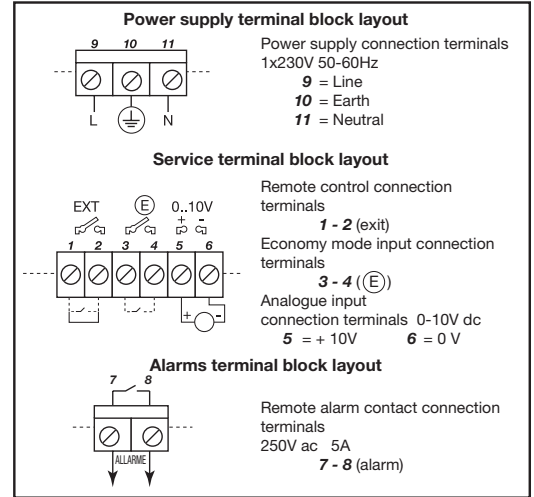 Power supply terminal block layout
9 10 11
L N
Power supply connection terminals
1x230V 50-60Hz
9 = Line
10 = Earth
11 = Neutral
Service terminal block layout
EXT E 0..10V
+ -
1 2 3 4 5 6
+ -
Remote control connection
terminals
1 - 2 (exit)
Economy mode input connection
terminals
3 - 4 (Ⓔ)
Analogue input
connection terminals 0-10V dc
5 = + 10V 6 = 0 V
Alarms terminal block layout
7 8
ALLARME
Remote alarm contact connection
terminals
250V ac 5A
7 - 8 (alarm)